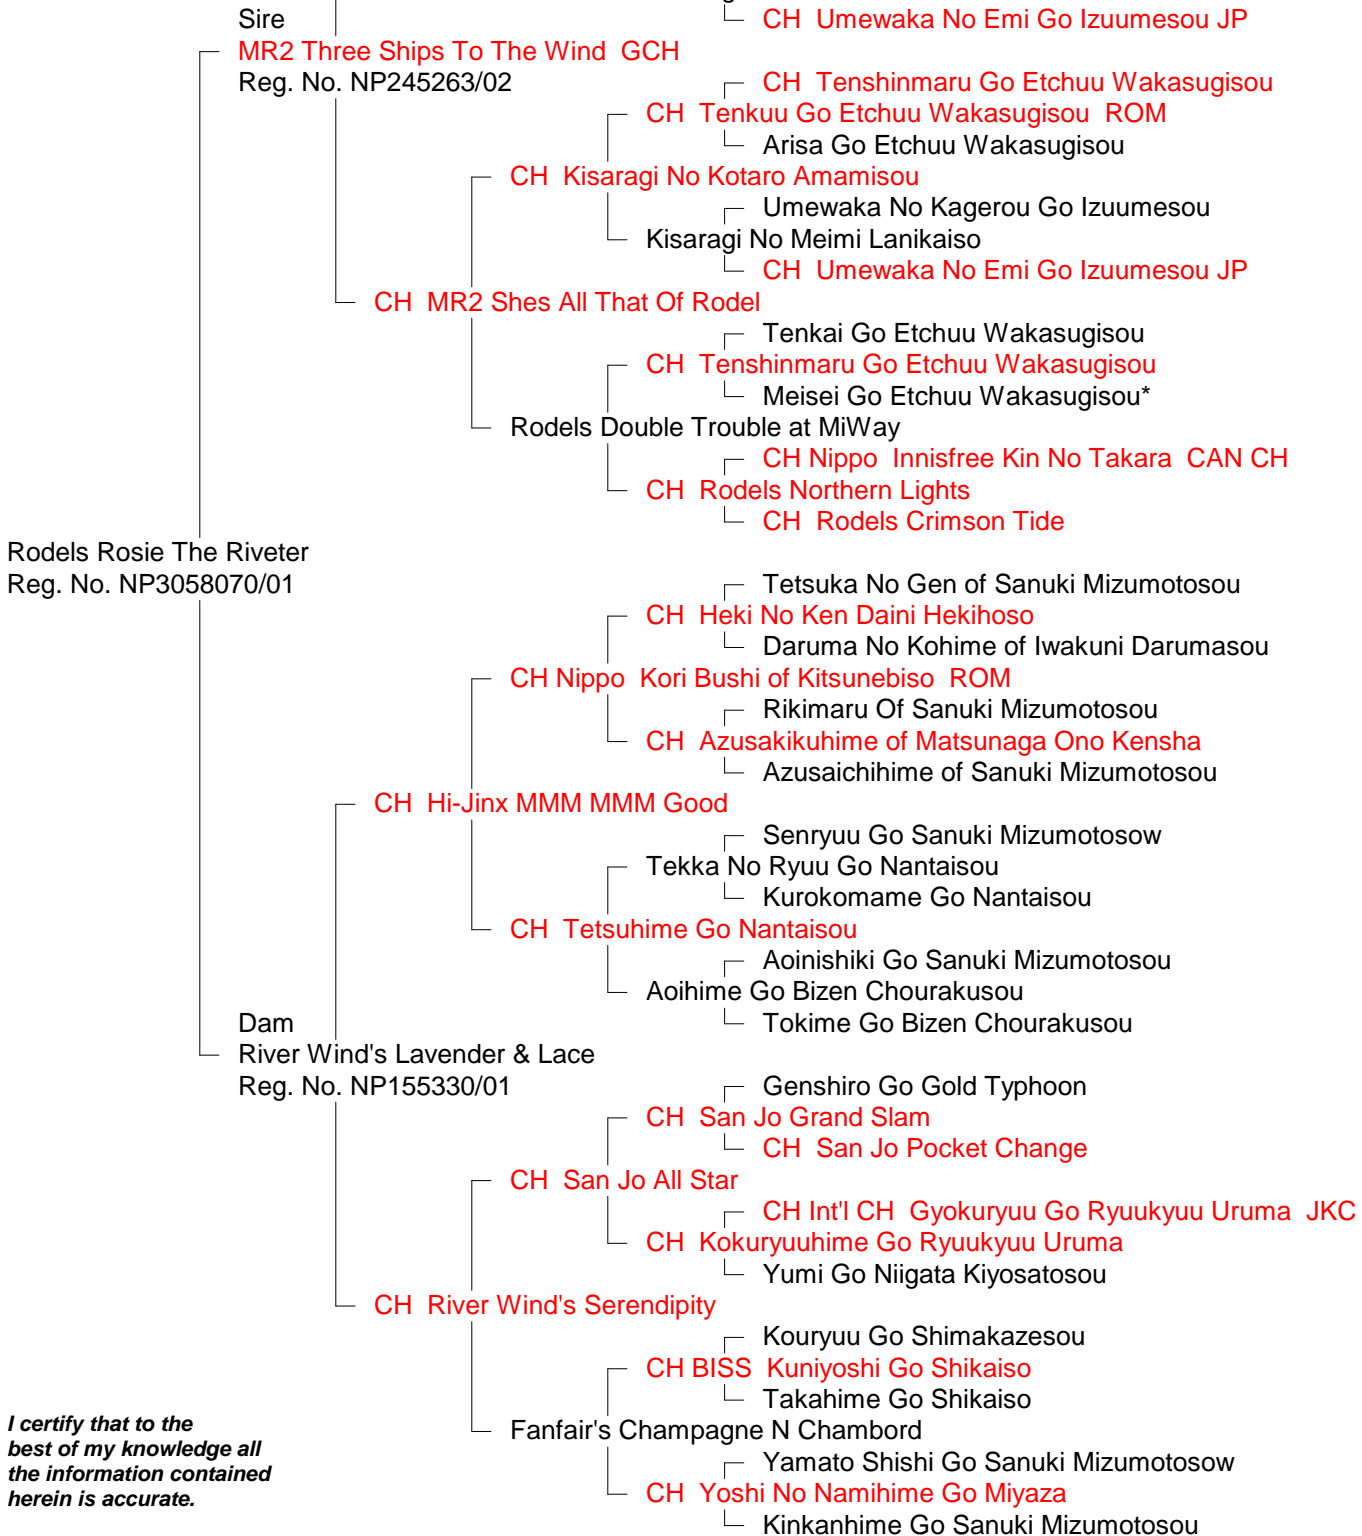 Sire
CH Umewaka No Emi Go Izuumesou JP
MR2 Three Ships To The Wind GCH
Reg. No. NP245263/02
CH Tenshinmaru Go Etchuu Wakasugisou
CH Tenkuu Go Etchuu Wakasugisou ROM
Arisa Go Etchuu Wakasugisou
CH Kisaragi No Kotaro Amamisou
Umewaka No Kagerou Go Izuumesou
Kisaragi No Meimi Lanikaiso
CH Umewaka No Emi Go Izuumesou JP
CH MR2 Shes All That Of Rodel
Tenkai Go Etchuu Wakasugisou
CH Tenshinmaru Go Etchuu Wakasugisou
Meisei Go Etchuu Wakasugisou*
Rodels Double Trouble at MiWay
CH Nippo Innisfree Kin No Takara CAN CH
CH Rodels Northern Lights
CH Rodels Crimson Tide
Rodels Rosie The Riveter
Reg. No. NP3058070/01
Tetsuka No Gen of Sanuki Mizumotosou
CH Heki No Ken Daini Hekihoso
Daruma No Kohime of Iwakuni Darumasou
CH Nippo Kori Bushi of Kitsunebiso ROM
Rikimaru Of Sanuki Mizumotosou
CH Azusakikuhime of Matsunaga Ono Kensha
Azusaichihime of Sanuki Mizumotosou
CH Hi-Jinx MMM MMM Good
Senryuu Go Sanuki Mizumotosow
Tekka No Ryuu Go Nantaisou
Kurokomame Go Nantaisou
CH Tetsuhime Go Nantaisou
Aoinishiki Go Sanuki Mizumotosou
Aoihime Go Bizen Chourakusou
Tokime Go Bizen Chourakusou
Dam
River Wind's Lavender & Lace
Reg. No. NP155330/01
Genshiro Go Gold Typhoon
CH San Jo Grand Slam
CH San Jo Pocket Change
CH San Jo All Star
CH Int'l CH Gyokuryuu Go Ryuukyuu Uruma JKC
CH Kokuryuuhime Go Ryuukyuu Uruma
Yumi Go Niigata Kiyosatosou
CH River Wind's Serendipity
Kouryuu Go Shimakazesou
CH BISS Kuniyoshi Go Shikaiso
Takahime Go Shikaiso
Fanfair's Champagne N Chambord
Yamato Shishi Go Sanuki Mizumotosow
CH Yoshi No Namihime Go Miyaza
Kinkanhime Go Sanuki Mizumotosou
I certify that to the
best of my knowledge all
the information contained
herein is accurate.